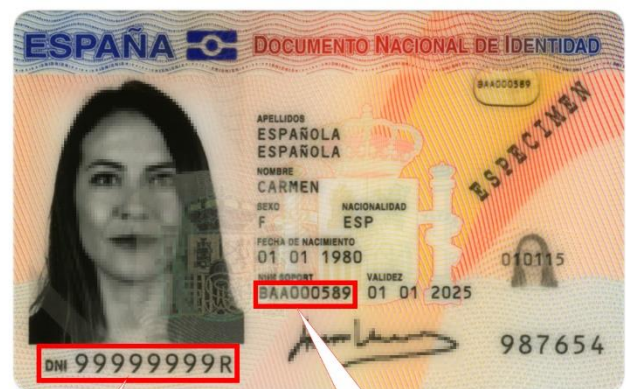 ESPAÑA DOCUMENTO NACIONAL DE IDENTIDAD
BAA000589
ESPECIMEN
APELLIDOS
ESPAÑOLA
ESPAÑOLA
NOMBRE
CARMEN
SEXO NACIONALIDAD
F ESP
FECHA DE NACIMIENTO
01 01 1980
010115
NUM SOPORT VALIDEZ
BAA000589 01 01 2025
987654
DNI 99999999R